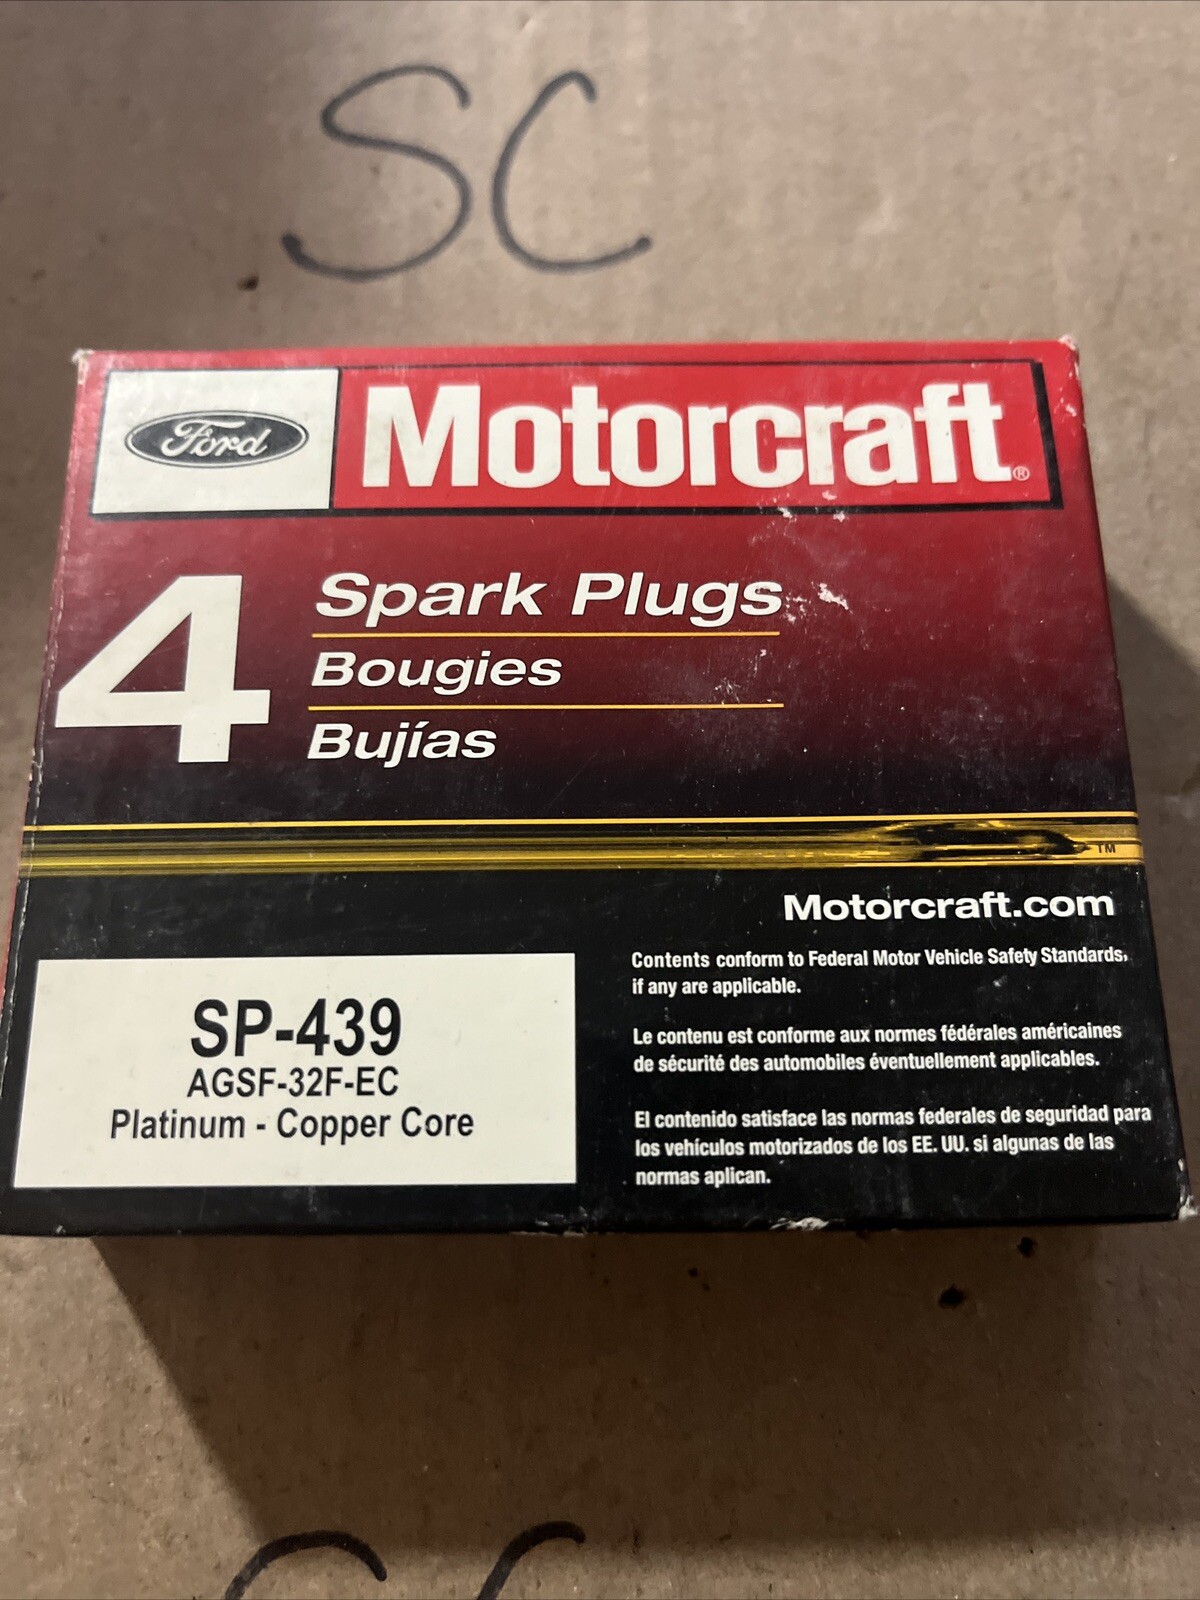 SC
Ford
Motorcraft®
4
Spark Plugs
Bougies
Bujías
TM
Motorcraft.com
Contents conform to Federal Motor Vehicle Safety Standards,
if any are applicable.
Le contenu est conforme aux normes fédérales américaines
de sécurité des automobiles éventuellement applicables.
El contenido satisface las normas federales de seguridad para
los vehículos motorizados de los EE. UU. si algunas de las
normas aplican.
SP-439
AGSF-32F-EC
Platinum - Copper Core